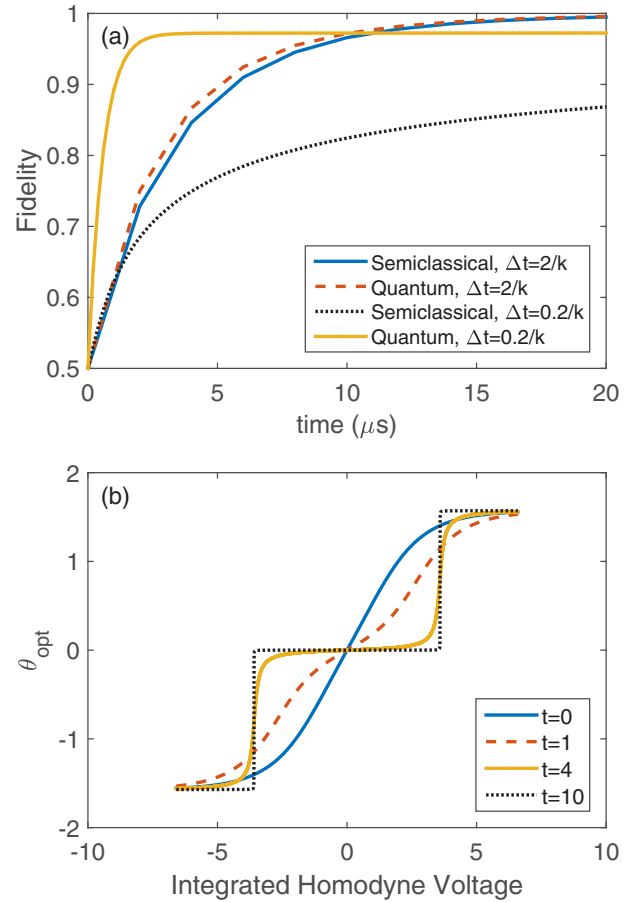 (a)
1
0.9
0.8
0.7
0.6
0.5
Fidelity
Semiclassical, Δt=2/k
Quantum, Δt=2/k
Semiclassical, Δt=0.2/k
Quantum, Δt=0.2/k
0 5 10 15 20
time (μs)
(b)
2
1
0
-1
-2
θopt
t=0
t=1
t=4
t=10
-10 -5 0 5 10
Integrated Homodyne Voltage